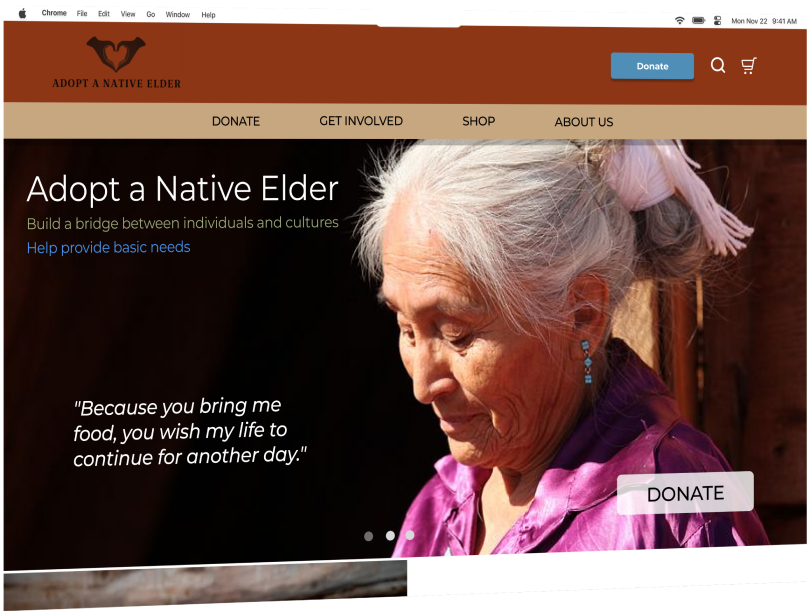 Chrome File Edit View Go Window Help
Mon Nov 22 9:41 AM
ADOPT A NATIVE ELDER
Donate
DONATE GET INVOLVED SHOP ABOUT US
Adopt a Native Elder
Build a bridge between individuals and cultures
Help provide basic needs
"Because you bring me
food, you wish my life to
continue for another day."
DONATE